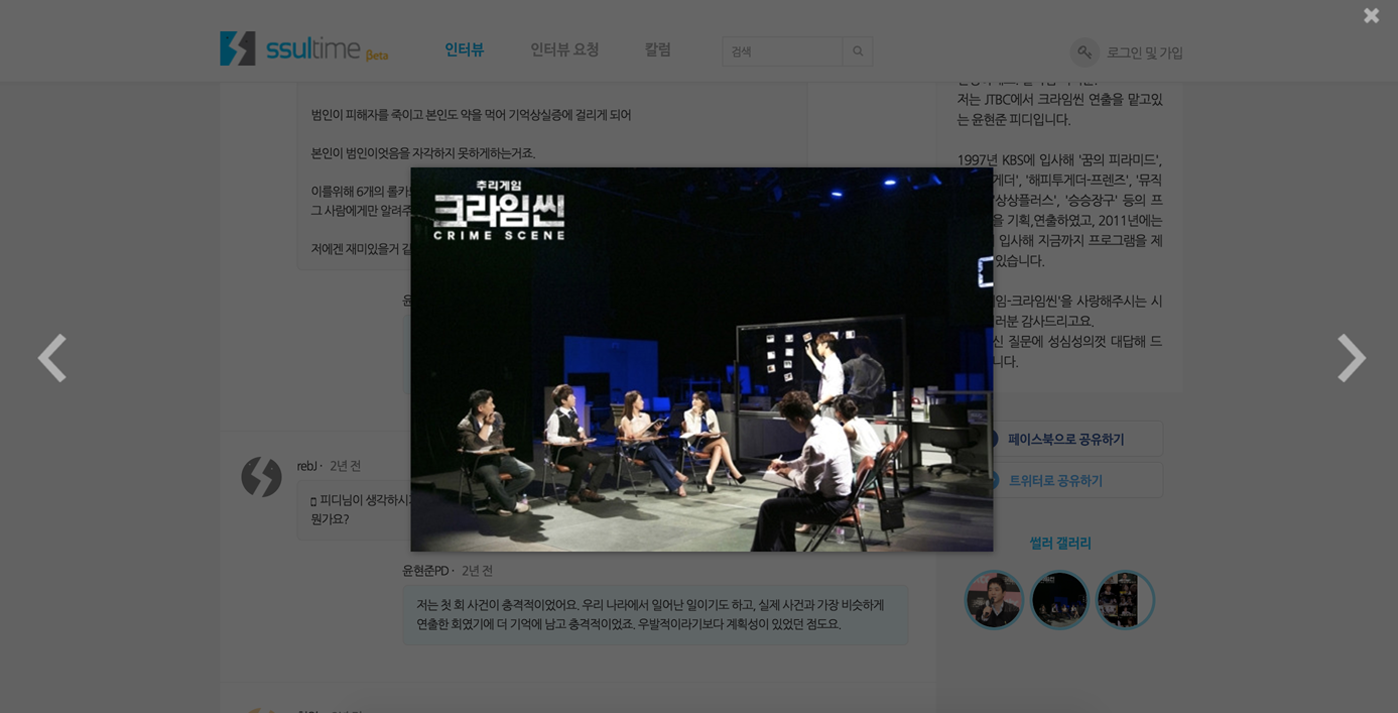 ssultime Beta
인터뷰
인터뷰 요청
칼럼
검색
로그인 및 가입
범인이 피해자를 죽이고 본인도 약을 먹어 기억상실증에 걸리게 되어
본인이 범인이엇음을 자각하지 못하게하는거죠.
이를위해 6개의
그 사람에게만
저에겐 재미있을거
추리게임
크라임씬
CRIME SCENE
rebJ · 2년 전
피디님이
뭔가요?
윤현준PD · 2년 전
저는 첫 회 사건이 충격적이었어요. 우리 나라에서 일어난 일이기도 하고, 실제 사건과 가장 비슷하게
연출한 회였기에 더 기억에 남고 충격적이었죠. 우발적이라기보다 계획성이 있었던 점도요.
저는 JTBC에서 크라임씬 연출을 맡고있
는 윤현준 피디입니다.
1997년 KBS에 입사해 '꿈의 피라미드',
게더', '해피투게더-프렌즈', '뮤직
'상상플러스', '승승장구' 등의 프
을 기획,연출하였고, 2011년에는
입사해 지금까지 프로그램을 제
있습니다.
임-크라임씬'을 사랑해주시는 시
러분 감사드리고요.
신 질문에 성심성의껏 대답해 드
니다.
페이스북으로 공유하기
트위터로 공유하기
썰러 갤러리